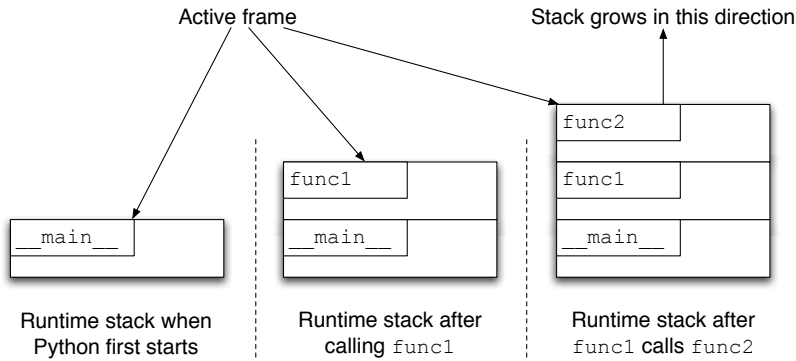 Active frame
Stack grows in this direction
func2
func1
func1
__main__
__main__
__main__
Runtime stack when
Python first starts
Runtime stack after
calling func1
Runtime stack after
func1 calls func2